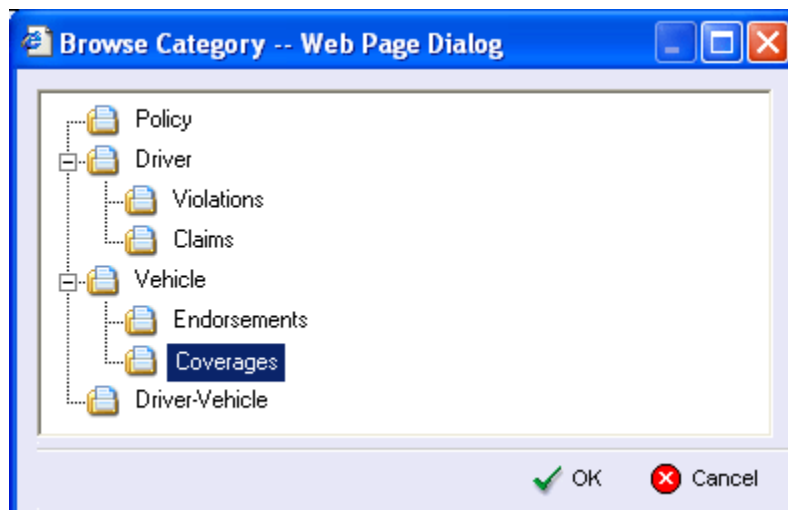 Browse Category -- Web Page Dialog
Policy
Driver
Violations
Claims
Vehicle
Endorsements
Coverages
Driver-Vehicle
OK Cancel